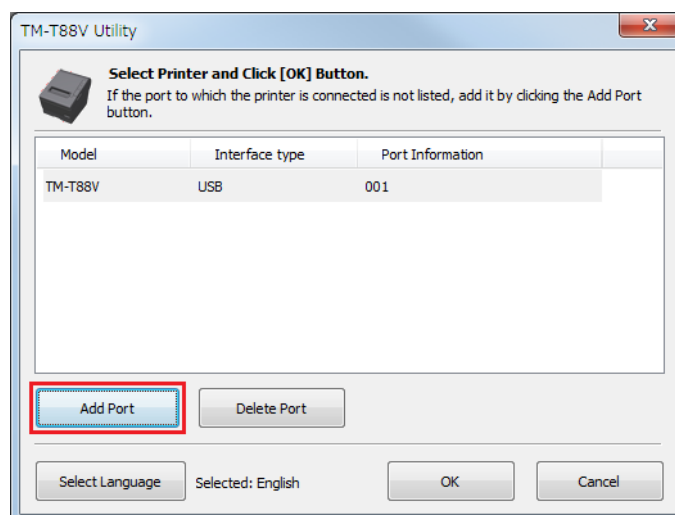 TM-T88V Utility
Select Printer and Click [OK] Button.
If the port to which the printer is connected is not listed, add it by clicking the Add Port
button.
Model Interface type Port Information
TM-T88V USB 001
Add Port Delete Port
Select Language Selected: English OK Cancel